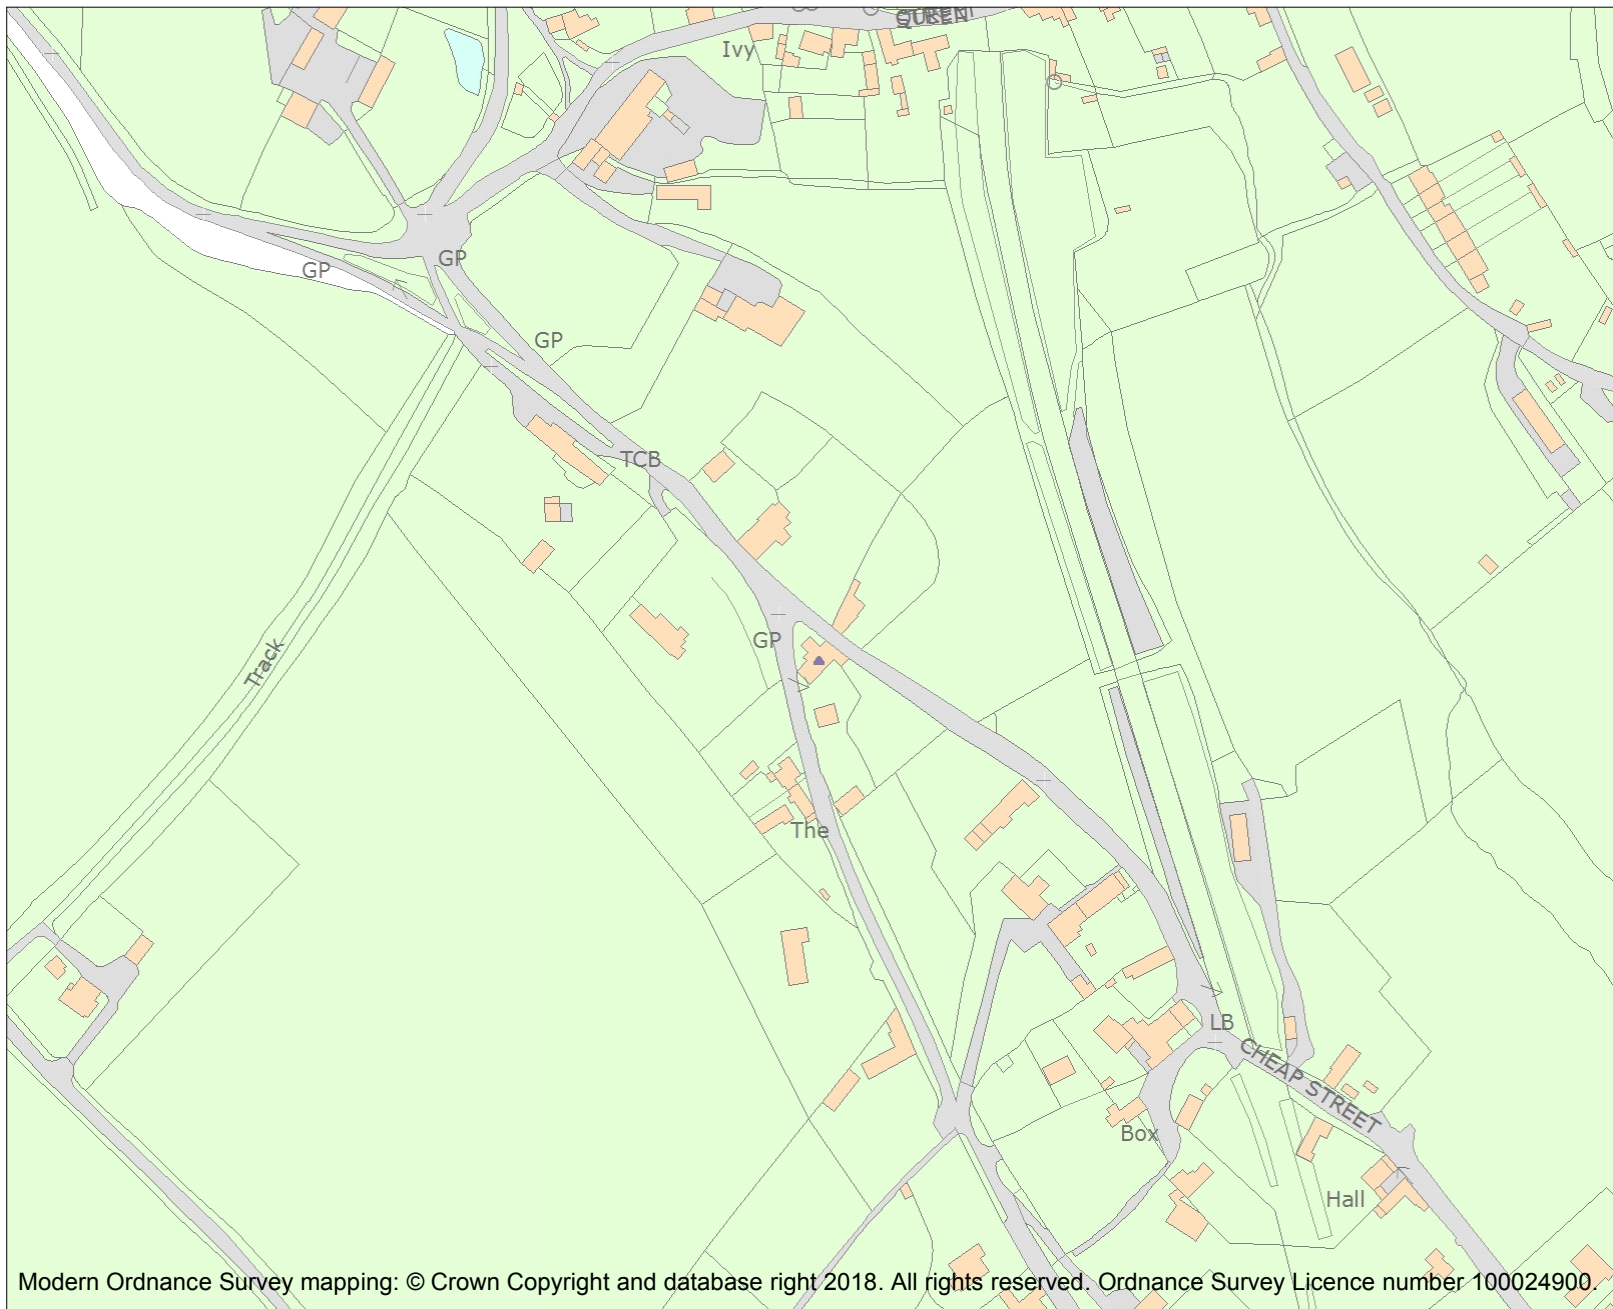 QUEEN
Ivy
GP
GP
GP
TCB
GP
Track
The
LB
CHEAP STREET
Box
Hall
Modern Ordnance Survey mapping: © Crown Copyright and database right 2018. All rights reserved. Ordnance Survey Licence number 100024900.